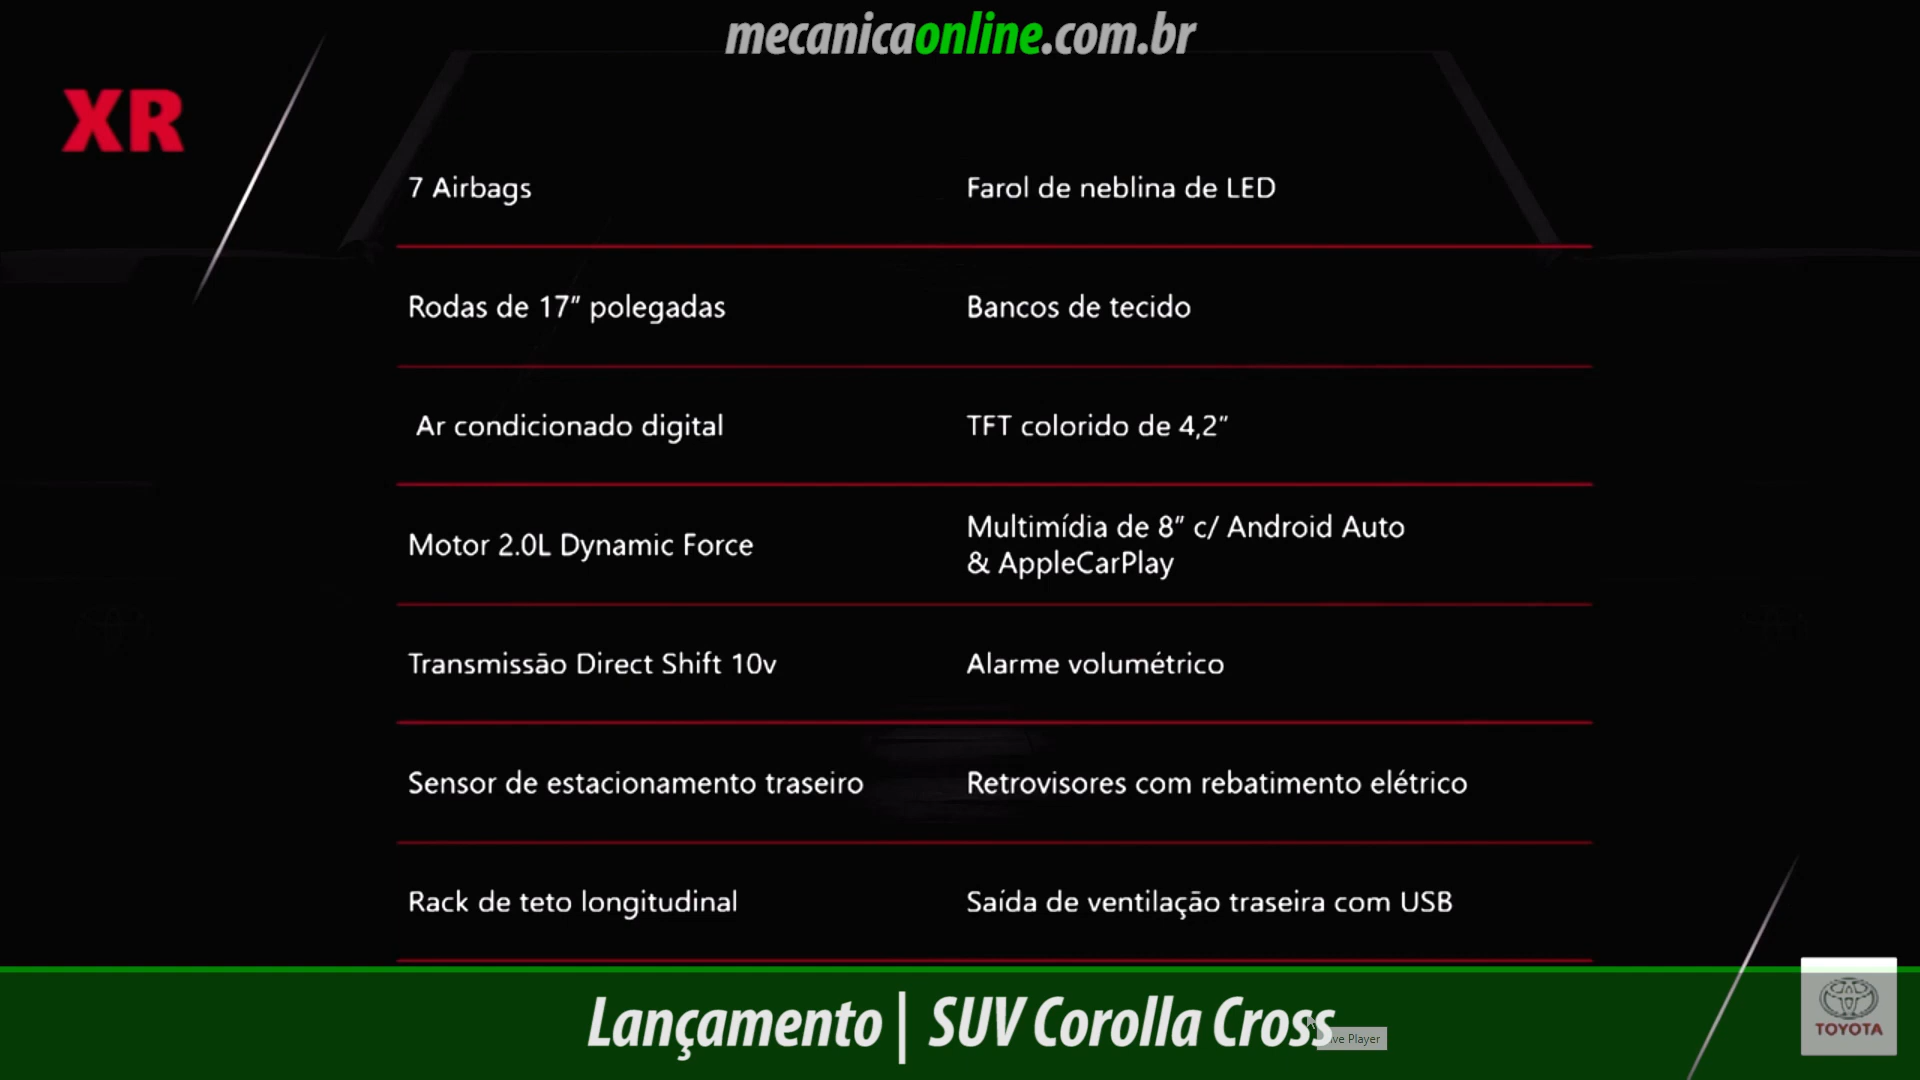 mecanicaonline.com.br
XR
7 Airbags
Farol de neblina de LED
Rodas de 17” polegadas
Bancos de tecido
Ar condicionado digital
TFT colorido de 4,2”
Motor 2.0L Dynamic Force
Multimídia de 8” c/ Android Auto
& AppleCarPlay
Transmissão Direct Shift 10v
Alarme volumétrico
Sensor de estacionamento traseiro
Retrovisores com rebatimento elétrico
Rack de teto longitudinal
Saída de ventilação traseira com USB
Lançamento | SUV Corolla Cross
Player
TOYOTA